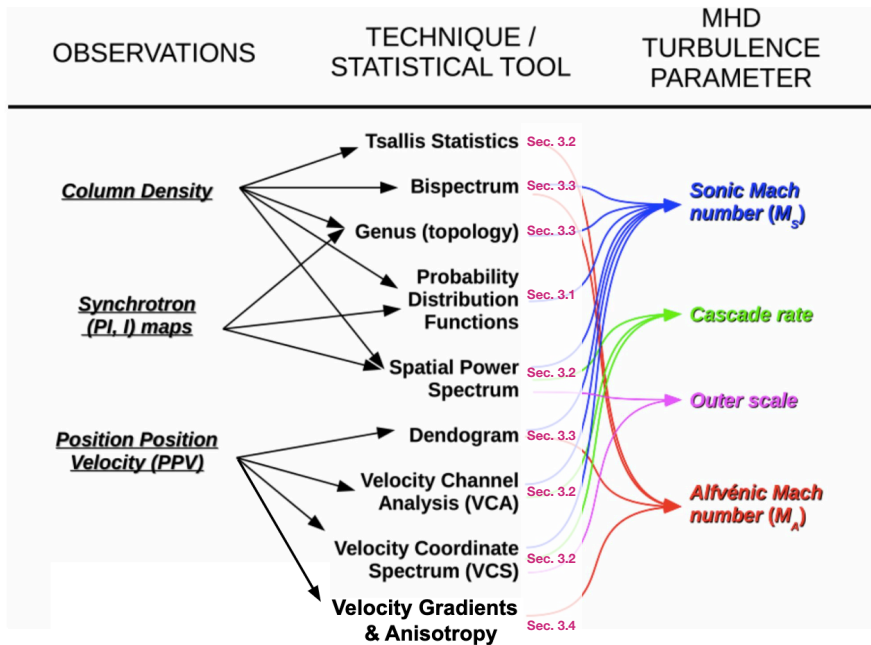 OBSERVATIONS
TECHNIQUE /
STATISTICAL TOOL
MHD
TURBULENCE
PARAMETER
Column Density
Synchrotron
(PI, I) maps
Position Position
Velocity (PPV)
Tsallis Statistics Sec. 3.2
Bispectrum Sec. 3.3
Genus (topology) Sec. 3.3
Probability
Distribution Sec. 3.1
Functions
Spatial Power Sec. 3.2
Spectrum
Dendogram Sec. 3.3
Velocity Channel
Analysis (VCA) Sec. 3.2
Velocity Coordinate
Spectrum (VCS) Sec. 3.2
Velocity Gradients
& Anisotropy Sec. 3.4
Sonic Mach
number (M_S)
Cascade rate
Outer scale
Alfvénic Mach
number (M_A)